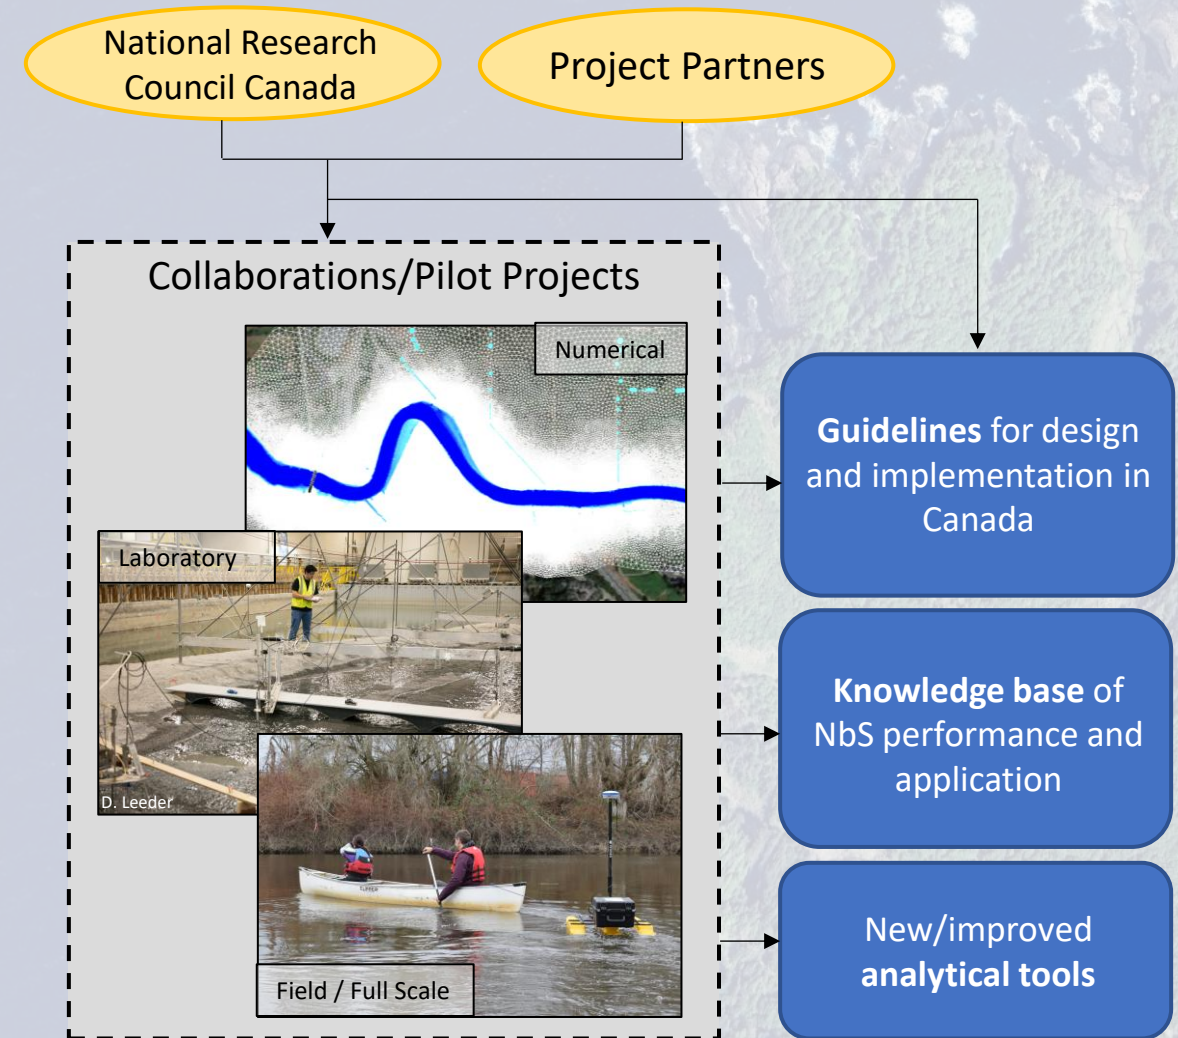 National Research
Council Canada
Project Partners
Collaborations/Pilot Projects
Numerical
Laboratory
D. Leeder
Field / Full Scale
Guidelines for design
and implementation in
Canada
Knowledge base of
NbS performance and
application
New/improved
analytical tools